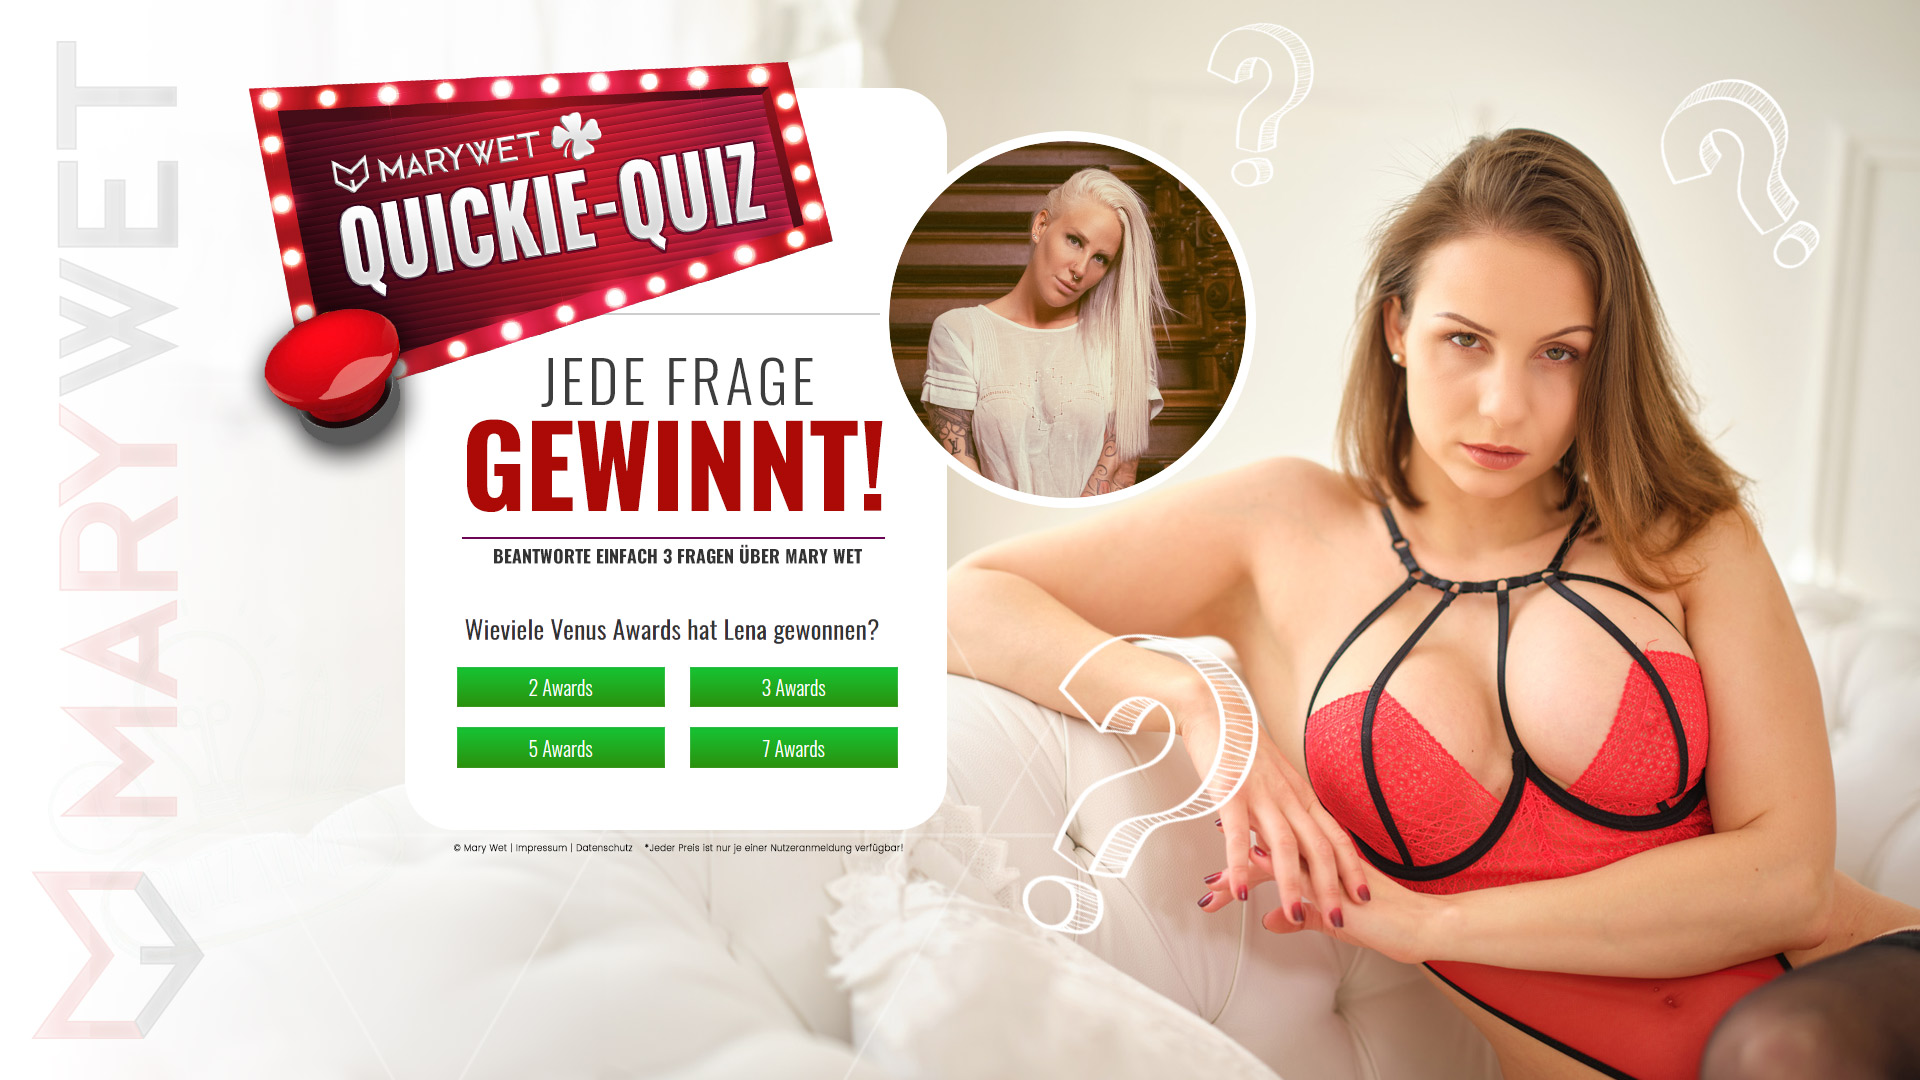 MARYWET
MARYWET
QUICKIE-QUIZ
JEDE FRAGE
GEWINNT!
BEANTWORTE EINFACH 3 FRAGEN ÜBER MARY WET
Wieviele Venus Awards hat Lena gewonnen?
2 Awards
3 Awards
5 Awards
7 Awards
© Mary Wet | Impressum | Datenschutz *Jeder Preis ist nur je einer Nutzeranmeldung verfügbar!